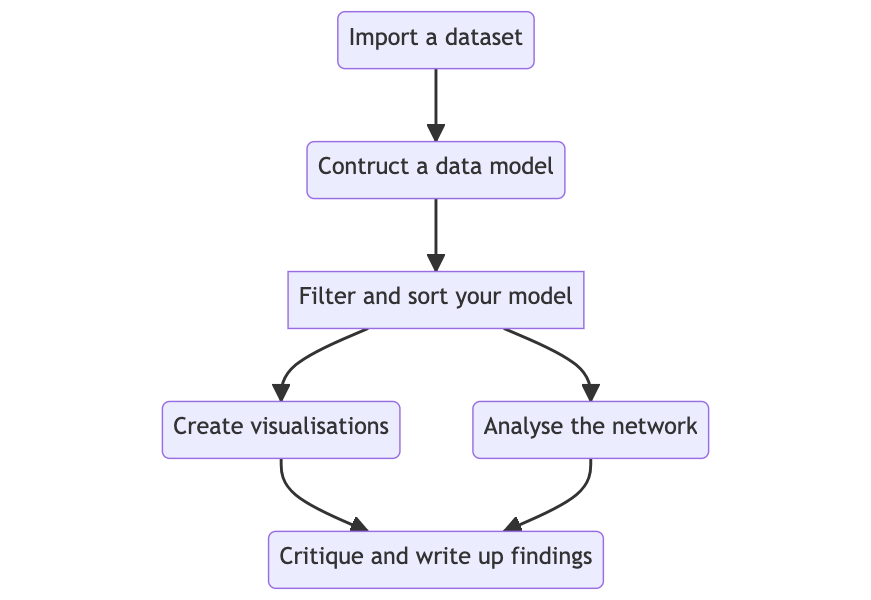 Import a dataset
Contruct a data model
Filter and sort your model
Create visualisations
Analyse the network
Critique and write up findings